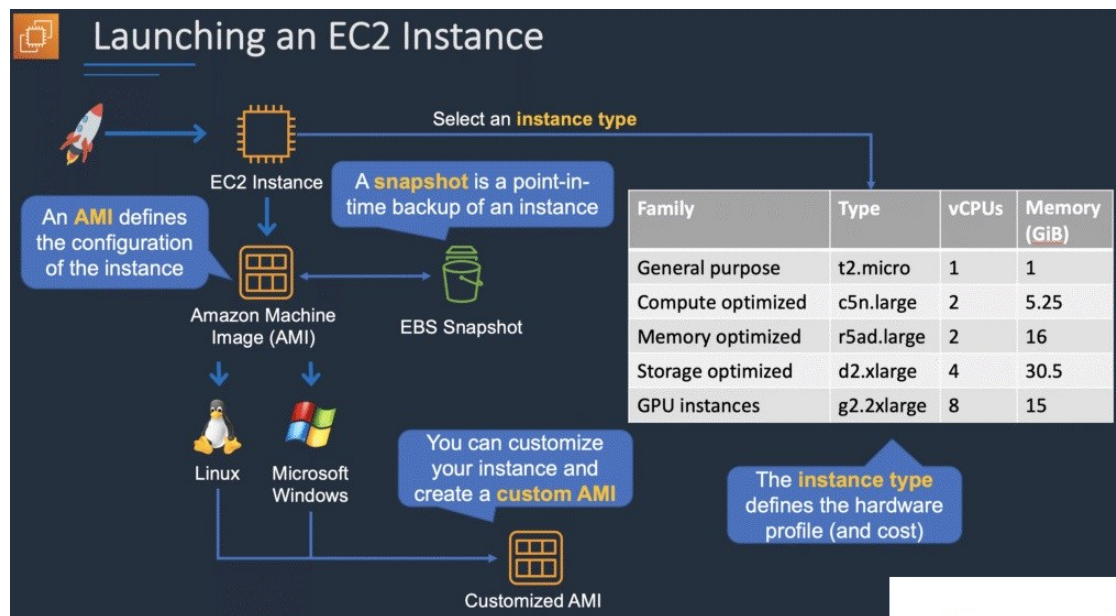 Launching an EC2 Instance
Select an instance type
EC2 Instance
A snapshot is a point-in-
time backup of an instance
An AMI defines
the configuration
of the instance
Amazon Machine
Image (AMI)
EBS Snapshot
Family Type vCPUs Memory
(GiB)
General purpose t2.micro 1 1
Compute optimized c5n.large 2 5.25
Memory optimized r5ad.large 2 16
Storage optimized d2.xlarge 4 30.5
GPU instances g2.2xlarge 8 15
Linux
Microsoft
Windows
You can customize
your instance and
create a custom AMI
The instance type
defines the hardware
profile (and cost)
Customized AMI